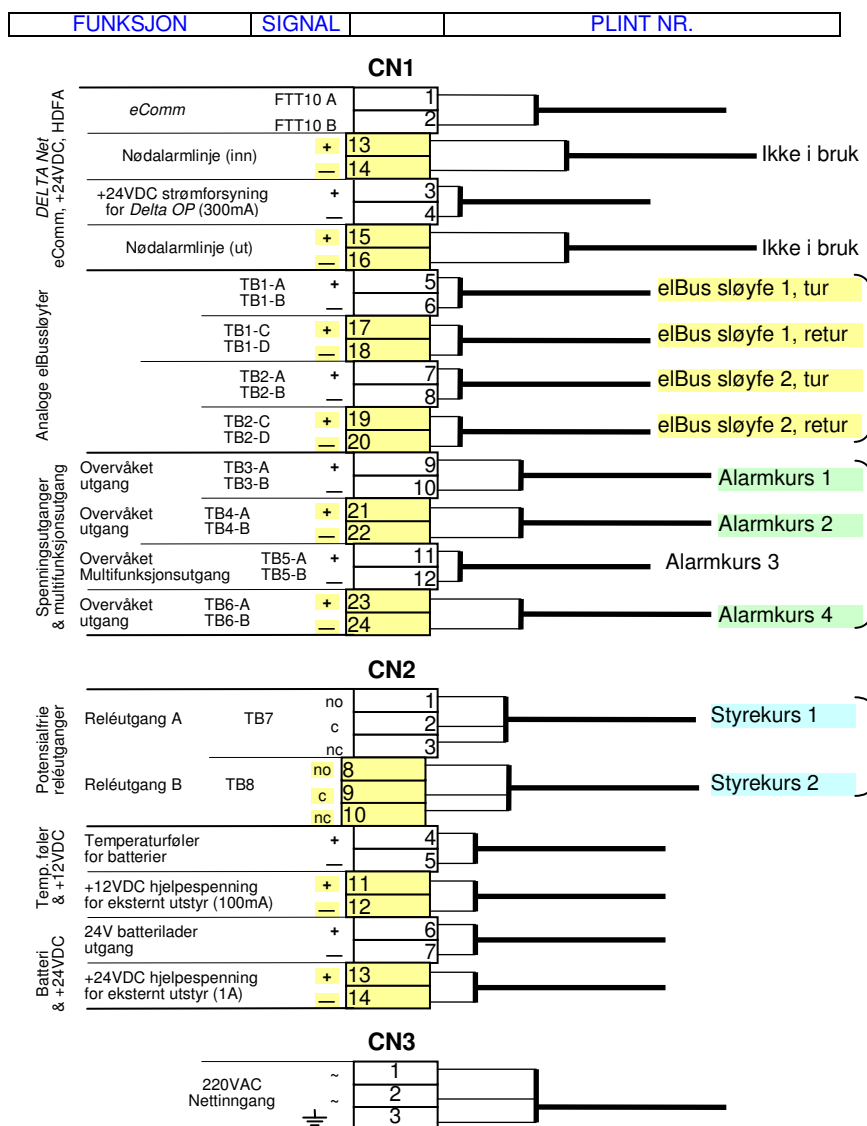 FUNKSJON SIGNAL PLINT NR.
CN1
DELTA Net
eComm, +24VDC, HDFA
eComm FTT10 A 1
FTT10 B 2
Nødalarmlinje (inn) + 13 Ikke i bruk
— 14
+24VDC strømforsyning + 3
for Delta OP (300mA) — 4
Nødalarmlinje (ut) + 15 Ikke i bruk
— 16
Analoge elBussløyfer
TB1-A + 5 elBus sløyfe 1, tur
TB1-B — 6
TB1-C + 17 elBus sløyfe 1, retur
TB1-D — 18
TB2-A + 7 elBus sløyfe 2, tur
TB2-B — 8
TB2-C + 19 elBus sløyfe 2, retur
TB2-D — 20
Spenningsutganger
& multifunksjonsutgang
Overvåket TB3-A + 9 Alarmkurs 1
utgang TB3-B — 10
Overvåket TB4-A + 21 Alarmkurs 2
utgang TB4-B — 22
Overvåket TB5-A + 11 Alarmkurs 3
Multifunksjonsutgang TB5-B — 12
Overvåket TB6-A + 23 Alarmkurs 4
utgang TB6-B — 24
CN2
Potensialfrie
reléutganger
no 1
Reléutgang A TB7 c 2 Styrekurs 1
nc 3
no 8
Reléutgang B TB8 c 9 Styrekurs 2
nc 10
Temp. føler
& +12VDC
Temperaturføler + 4
for batterier — 5
+12VDC hjelpespenning + 11
for eksternt utstyr (100mA) — 12
Batteri
& +24VDC
24V batterilader + 6
utgang — 7
+24VDC hjelpespenning + 13
for eksternt utstyr (1A) — 14
CN3
220VAC ~ 1
Nettinngang ~ 2
3